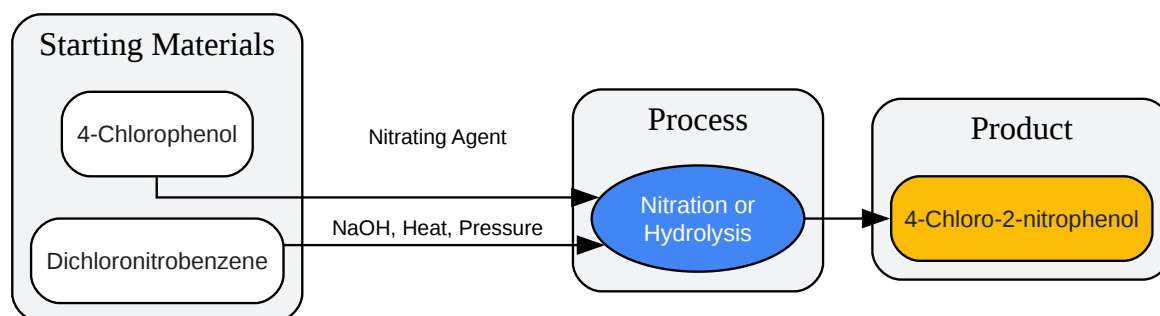 Starting Materials
4-Chlorophenol
Dichloronitrobenzene
Nitrating Agent
NaOH, Heat, Pressure
Process
Nitration or
Hydrolysis
Product
4-Chloro-2-nitrophenol